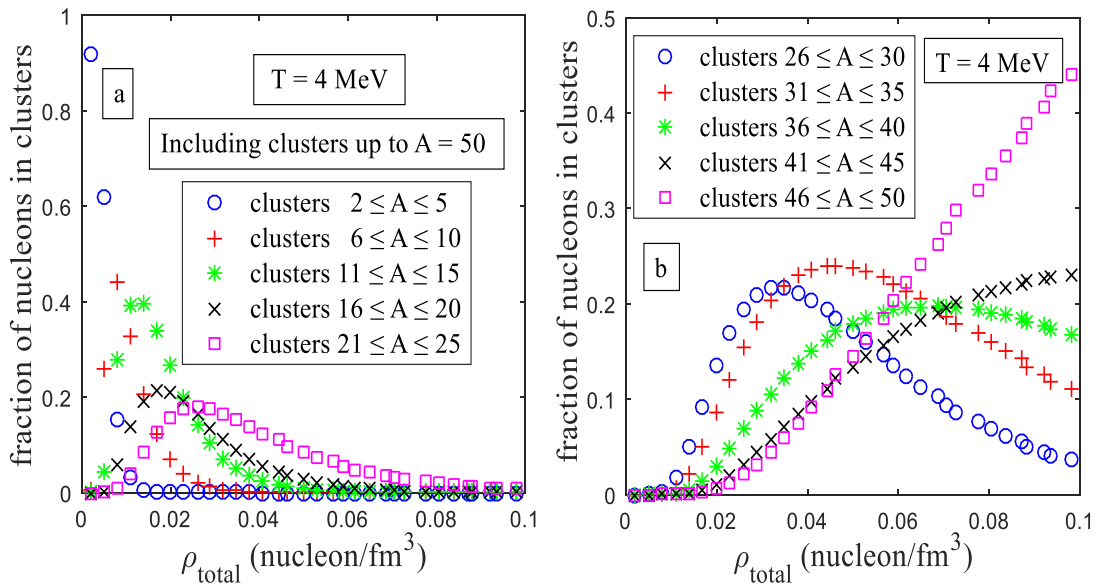 fraction of nucleons in clusters
1
0.8
0.6
0.4
0.2
0
a
T = 4 MeV
Including clusters up to A = 50
clusters 2 ≤ A ≤ 5
clusters 6 ≤ A ≤ 10
clusters 11 ≤ A ≤ 15
clusters 16 ≤ A ≤ 20
clusters 21 ≤ A ≤ 25
0 0.02 0.04 0.06 0.08 0.1
ρtotal (nucleon/fm³)
fraction of nucleons in clusters
0.5
0.4
0.3
0.2
0.1
0
clusters 26 ≤ A ≤ 30
clusters 31 ≤ A ≤ 35
clusters 36 ≤ A ≤ 40
clusters 41 ≤ A ≤ 45
clusters 46 ≤ A ≤ 50
T = 4 MeV
b
0 0.02 0.04 0.06 0.08 0.1
ρtotal (nucleon/fm³)